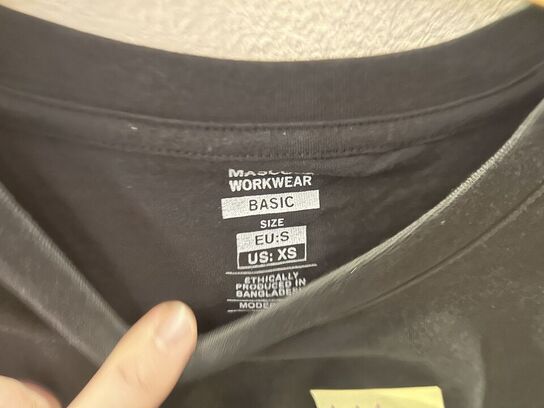 WORKWEAR
BASIC
SIZE
EU:S
US: XS
ETHICALLY
PRODUCED IN